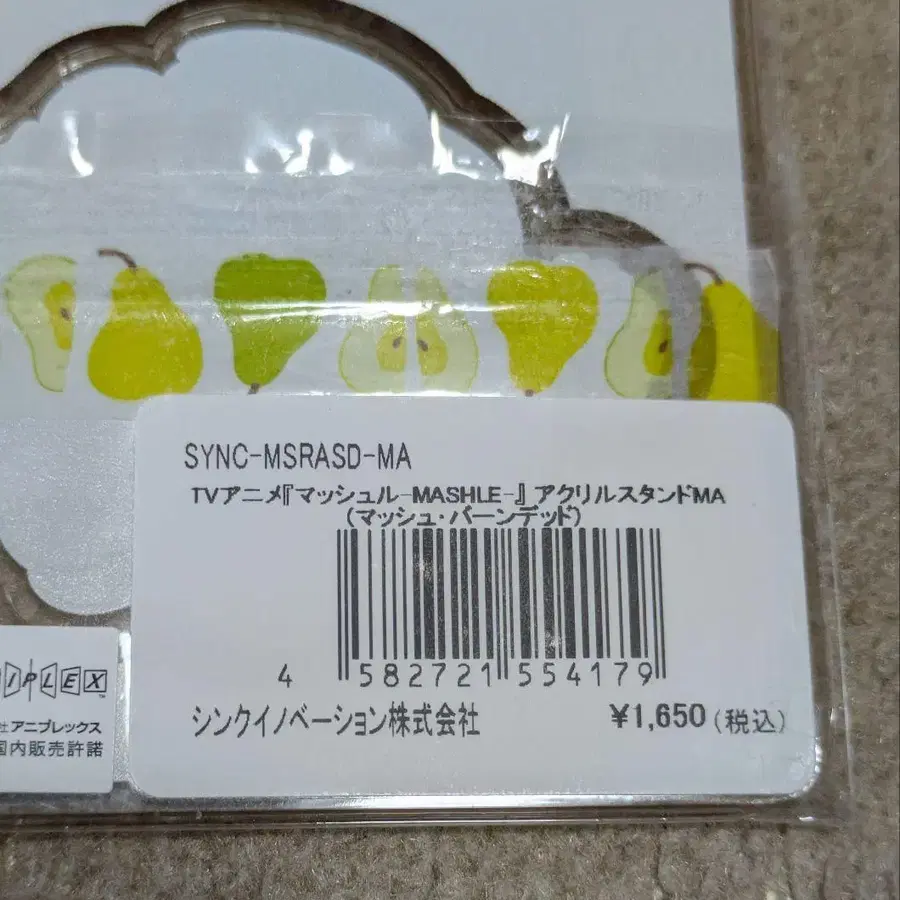 SYNC-MSRASD-MA
TVアニメ『マッシュル-MASHLE-』 アクリルスタンドMA
(マッシュ・バーンデッド)
4 582721 554179
シンクイノベーション株式会社 ¥1,650(税込)
IPLEX
社 アニプレックス
国内販売許諾